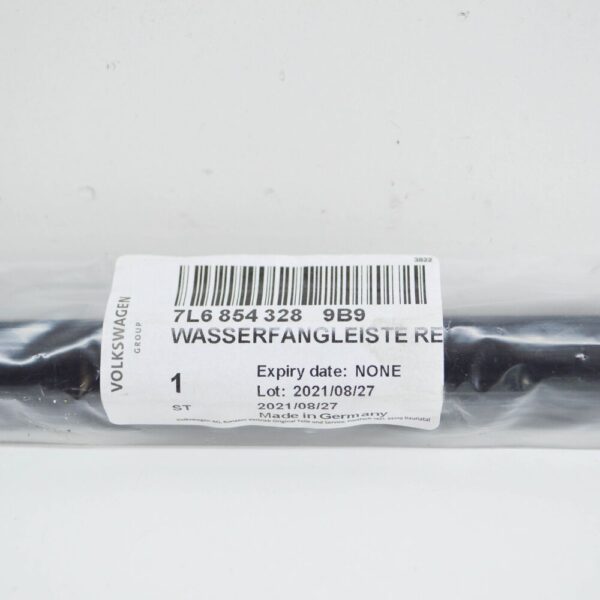 3822
VOLKSWAGEN
GROUP
7L6 854 328 9B9
WASSERFANGLEISTE RE
1
ST
Expiry date: NONE
Lot: 2021/08/27
2021/08/27
Made in Germany